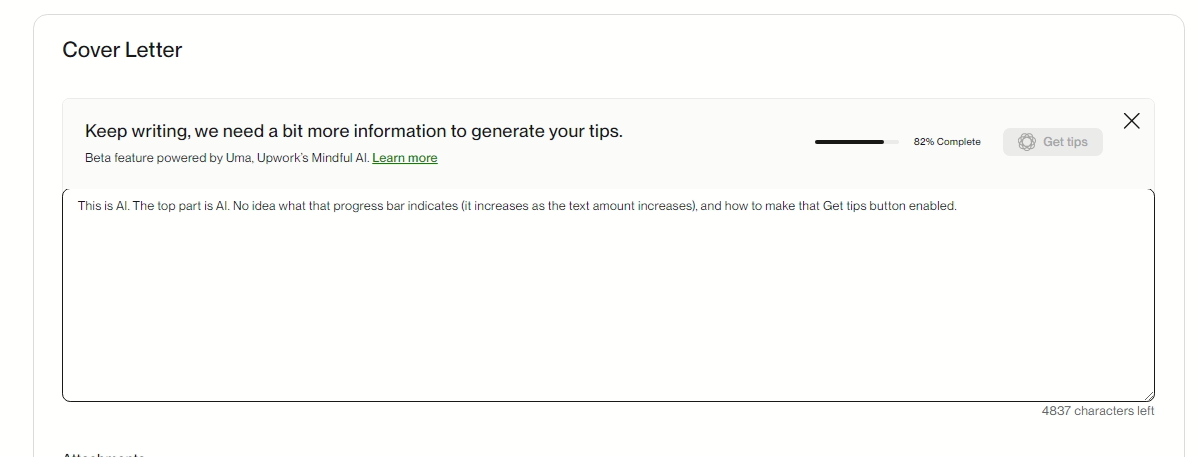 Cover Letter
Keep writing, we need a bit more information to generate your tips.
Beta feature powered by Uma, Upwork's Mindful AI. Learn more
82% Complete
Get tips
This is AI. The top part is AI. No idea what that progress bar indicates (it increases as the text amount increases), and how to make that Get tips button enabled.
4837 characters left